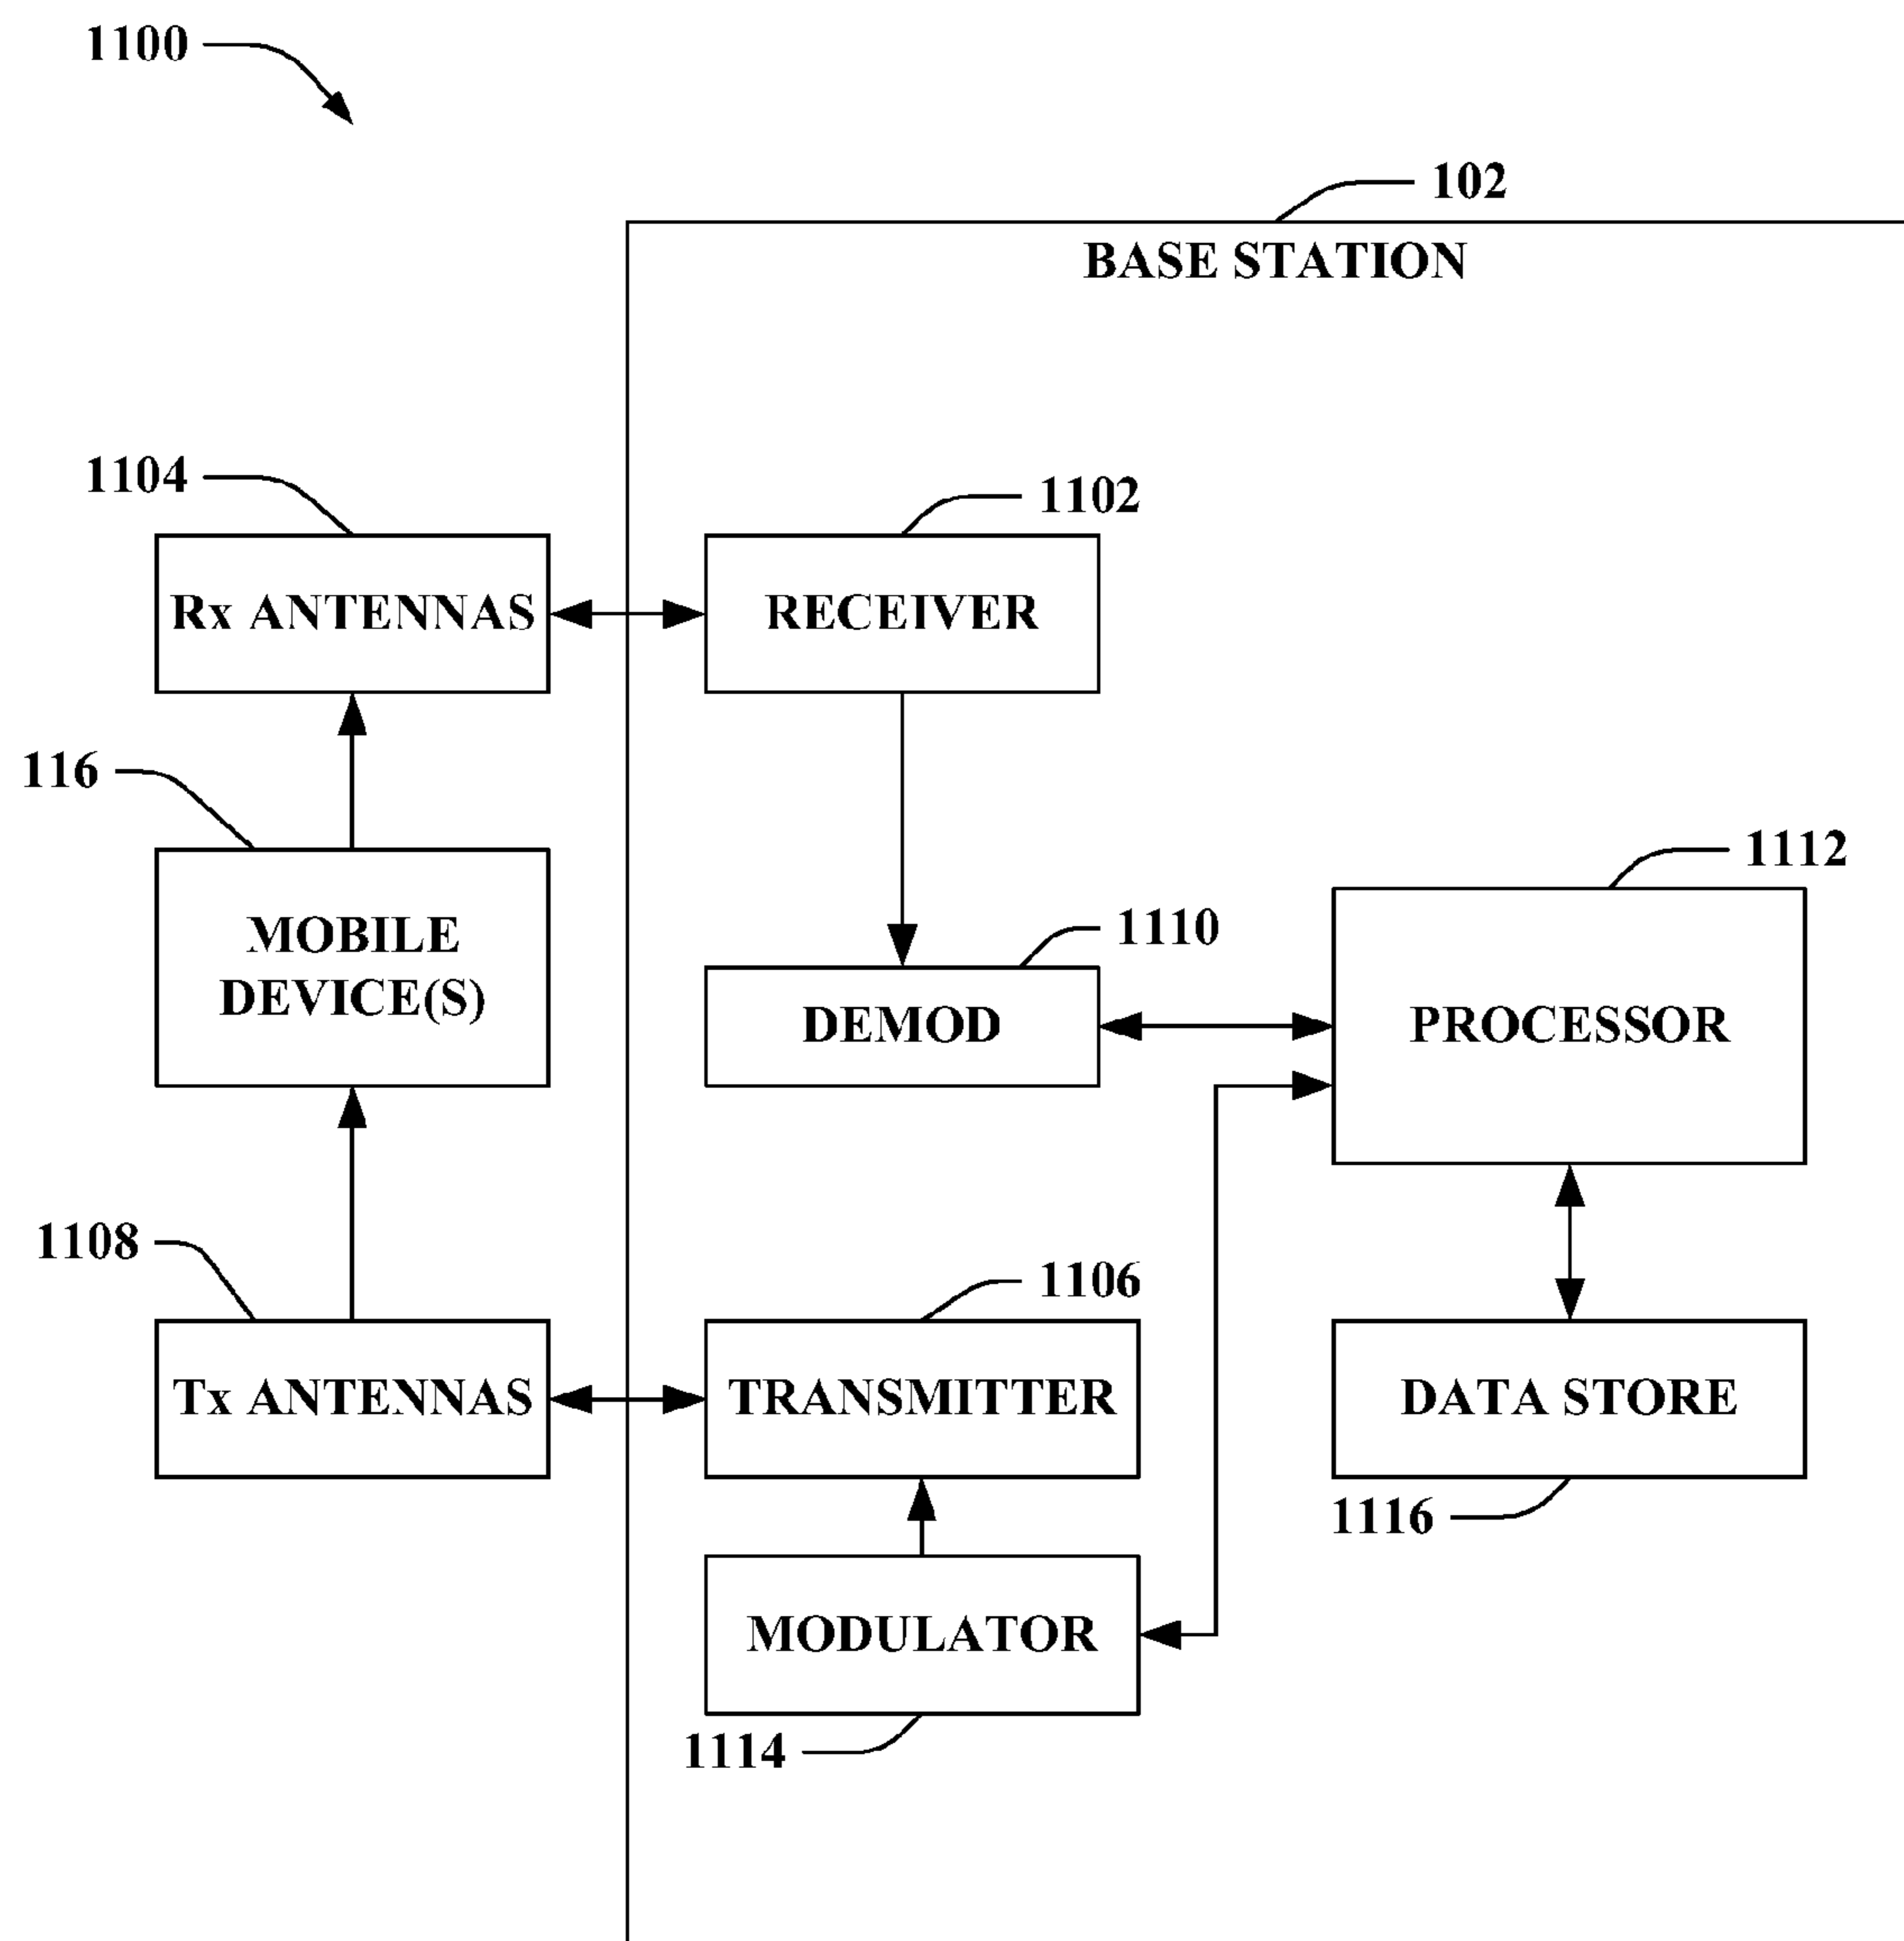 1100
102
BASE STATION
1104
1102
Rx ANTENNAS
RECEIVER
116
1112
MOBILE
DEVICE(S)
1110
DEMOD
PROCESSOR
1108
1106
Tx ANTENNAS
TRANSMITTER
DATA STORE
1116
MODULATOR
1114